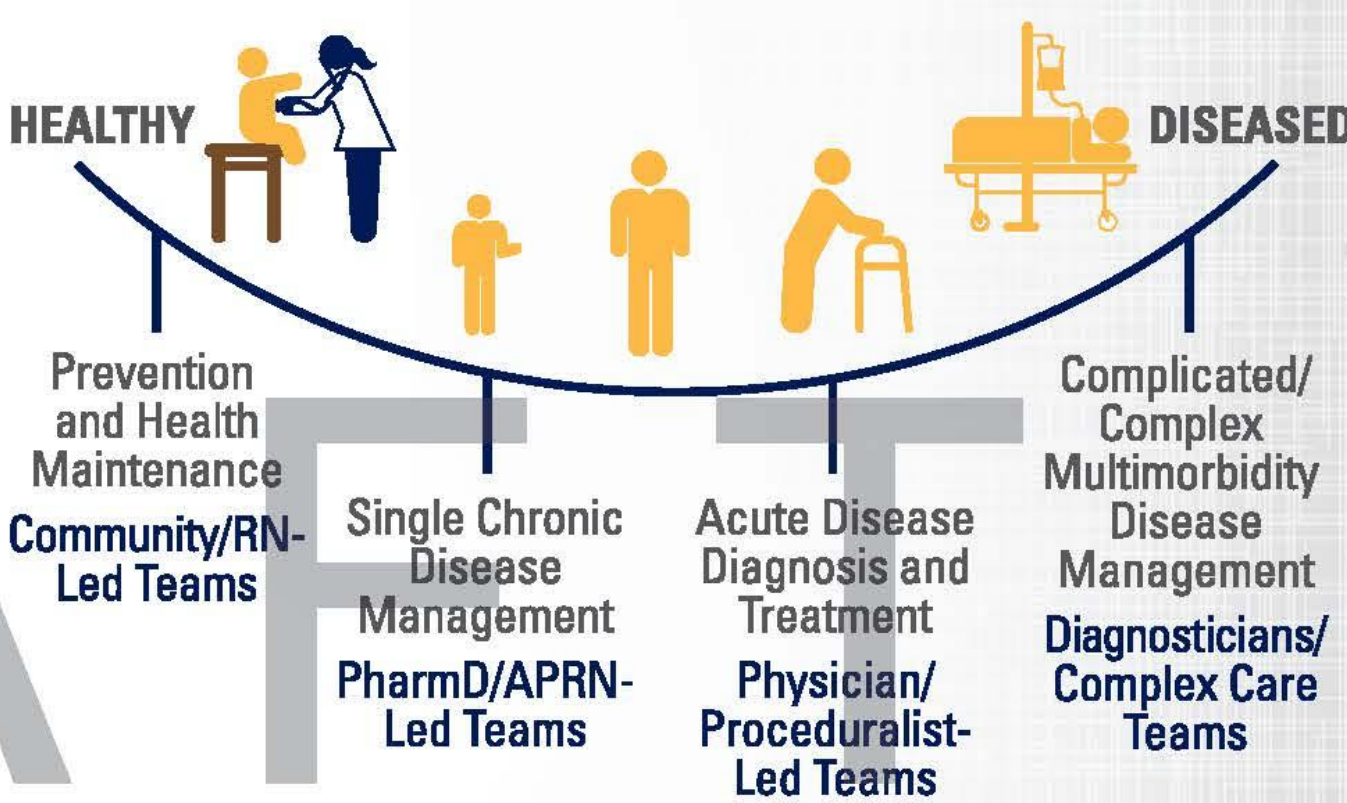 HEALTHY
DISEASED
Prevention
and Health
Maintenance
Community/RN-
Led Teams
Single Chronic
Disease
Management
PharmD/APRN-
Led Teams
Acute Disease
Diagnosis and
Treatment
Physician/
Proceduralist-
Led Teams
Complicated/
Complex
Multimorbidity
Disease
Management
Diagnosticians/
Complex Care
Teams
AFT